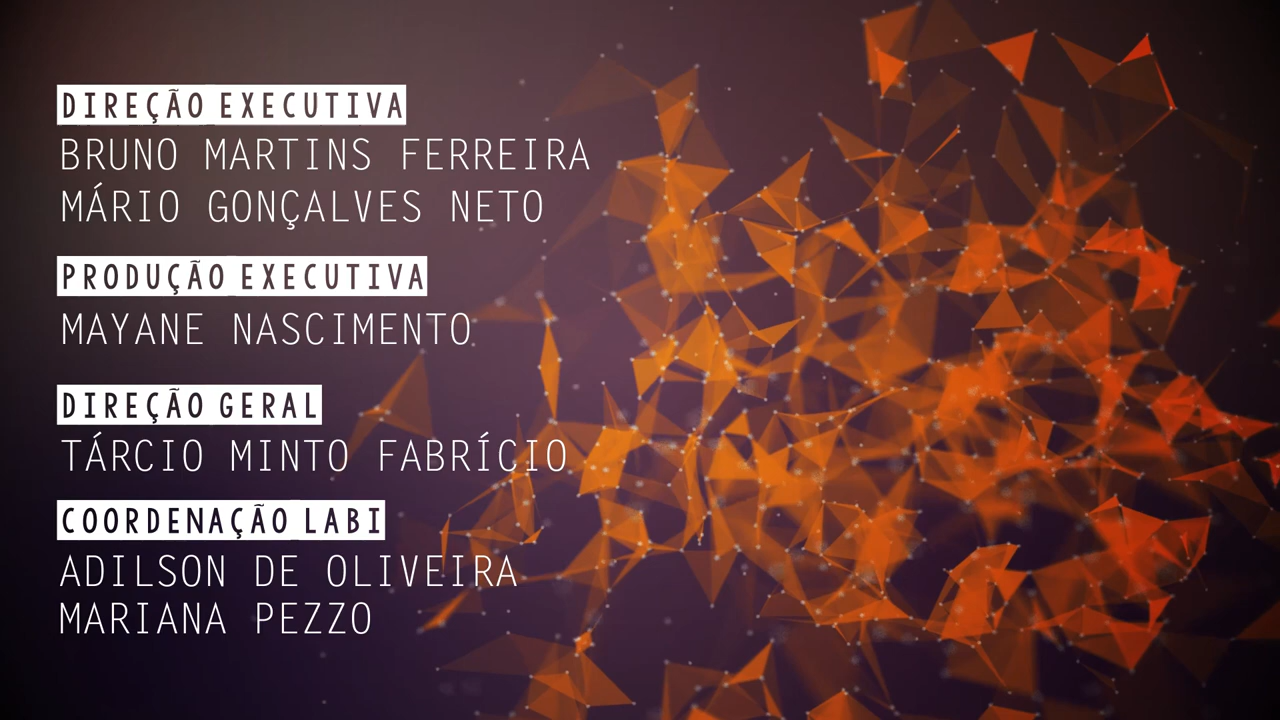 DIREÇÃO EXECUTIVA
BRUNO MARTINS FERREIRA
MÁRIO GONÇALVES NETO
PRODUÇÃO EXECUTIVA
MAYANE NASCIMENTO
DIREÇÃO GERAL
TÁRCIO MINTO FABRÍCIO
COORDENAÇÃO LABI
ADILSON DE OLIVEIRA
MARIANA PEZZO